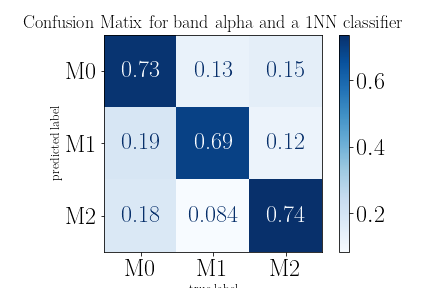 Confusion Matix for band alpha and a 1NN classifier
M0 0.73 0.13 0.15
M1 0.19 0.69 0.12
M2 0.18 0.084 0.74
M0 M1 M2
predicted label
true label
0.6
0.4
0.2